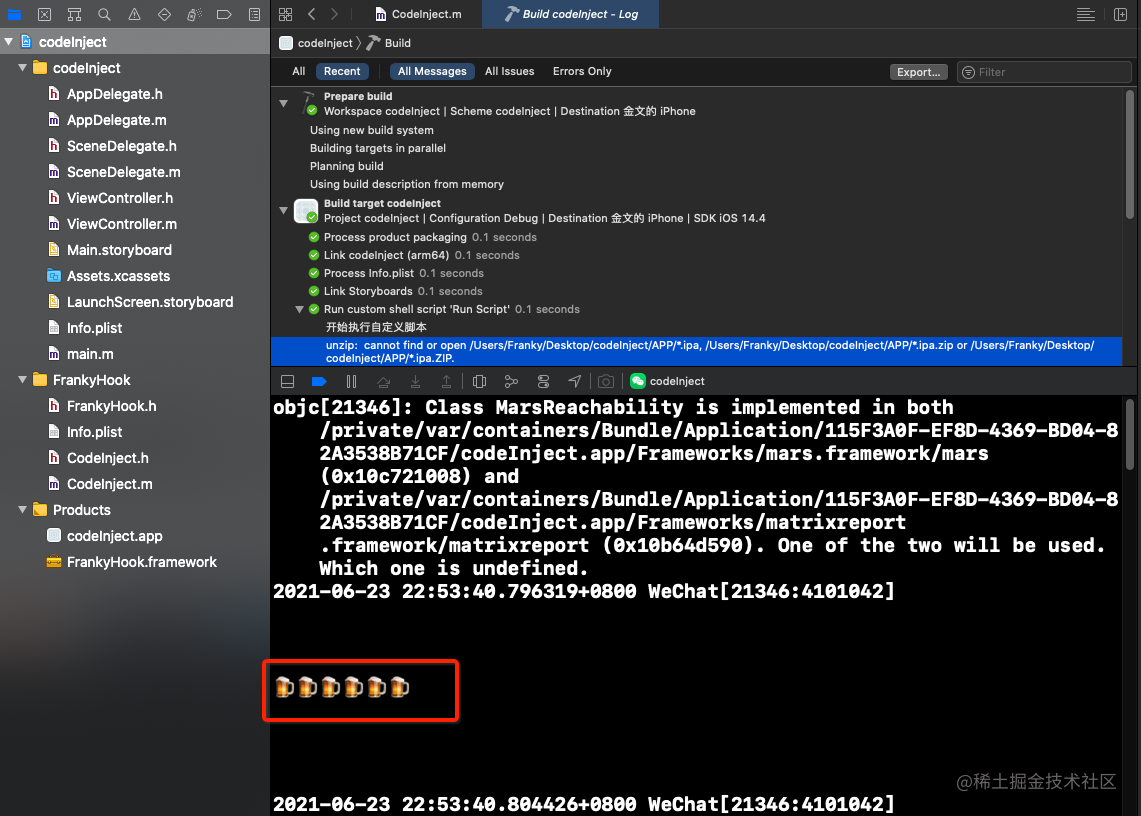 CodeInject.m
Build codeInject - Log
codeInject
codeInject
AppDelegate.h
AppDelegate.m
SceneDelegate.h
SceneDelegate.m
ViewController.h
ViewController.m
Main.storyboard
Assets.xcassets
LaunchScreen.storyboard
Info.plist
main.m
FrankyHook
FrankyHook.h
Info.plist
CodeInject.h
CodeInject.m
Products
codeInject.app
FrankyHook.framework
codeInject
Build
All
Recent
All Messages
All Issues
Errors Only
Export...
Filter
Prepare build
Workspace codeInject | Scheme codeInject | Destination 金文的 iPhone
Using new build system
Building targets in parallel
Planning build
Using build description from memory
Build target codeInject
Project codeInject | Configuration Debug | Destination 金文的 iPhone | SDK iOS 14.4
Process product packaging 0.1 seconds
Link codeInject (arm64) 0.1 seconds
Process Info.plist 0.1 seconds
Link Storyboards 0.1 seconds
Run custom shell script 'Run Script' 0.1 seconds
开始执行自定义脚本
unzip: cannot find or open /Users/Franky/Desktop/codeInject/APP/*.ipa, /Users/Franky/Desktop/codeInject/APP/*.ipa.zip or /Users/Franky/Desktop/
codeInject/APP/*.ipa.ZIP.
codeInject
objc[21346]: Class MarsReachability is implemented in both
/private/var/containers/Bundle/Application/115F3A0F-EF8D-4369-BD04-8
2A3538B71CF/codeInject.app/Frameworks/mars.framework/mars
(0x10c721008) and
/private/var/containers/Bundle/Application/115F3A0F-EF8D-4369-BD04-8
2A3538B71CF/codeInject.app/Frameworks/matrixreport
.framework/matrixreport (0x10b64d590). One of the two will be used.
Which one is undefined.
2021-06-23 22:53:40.796319+0800 WeChat[21346:4101042]
🍺🍺🍺🍺🍺🍺
@稀土掘金技术社区
2021-06-23 22:53:40.804426+0800 WeChat[21346:4101042]